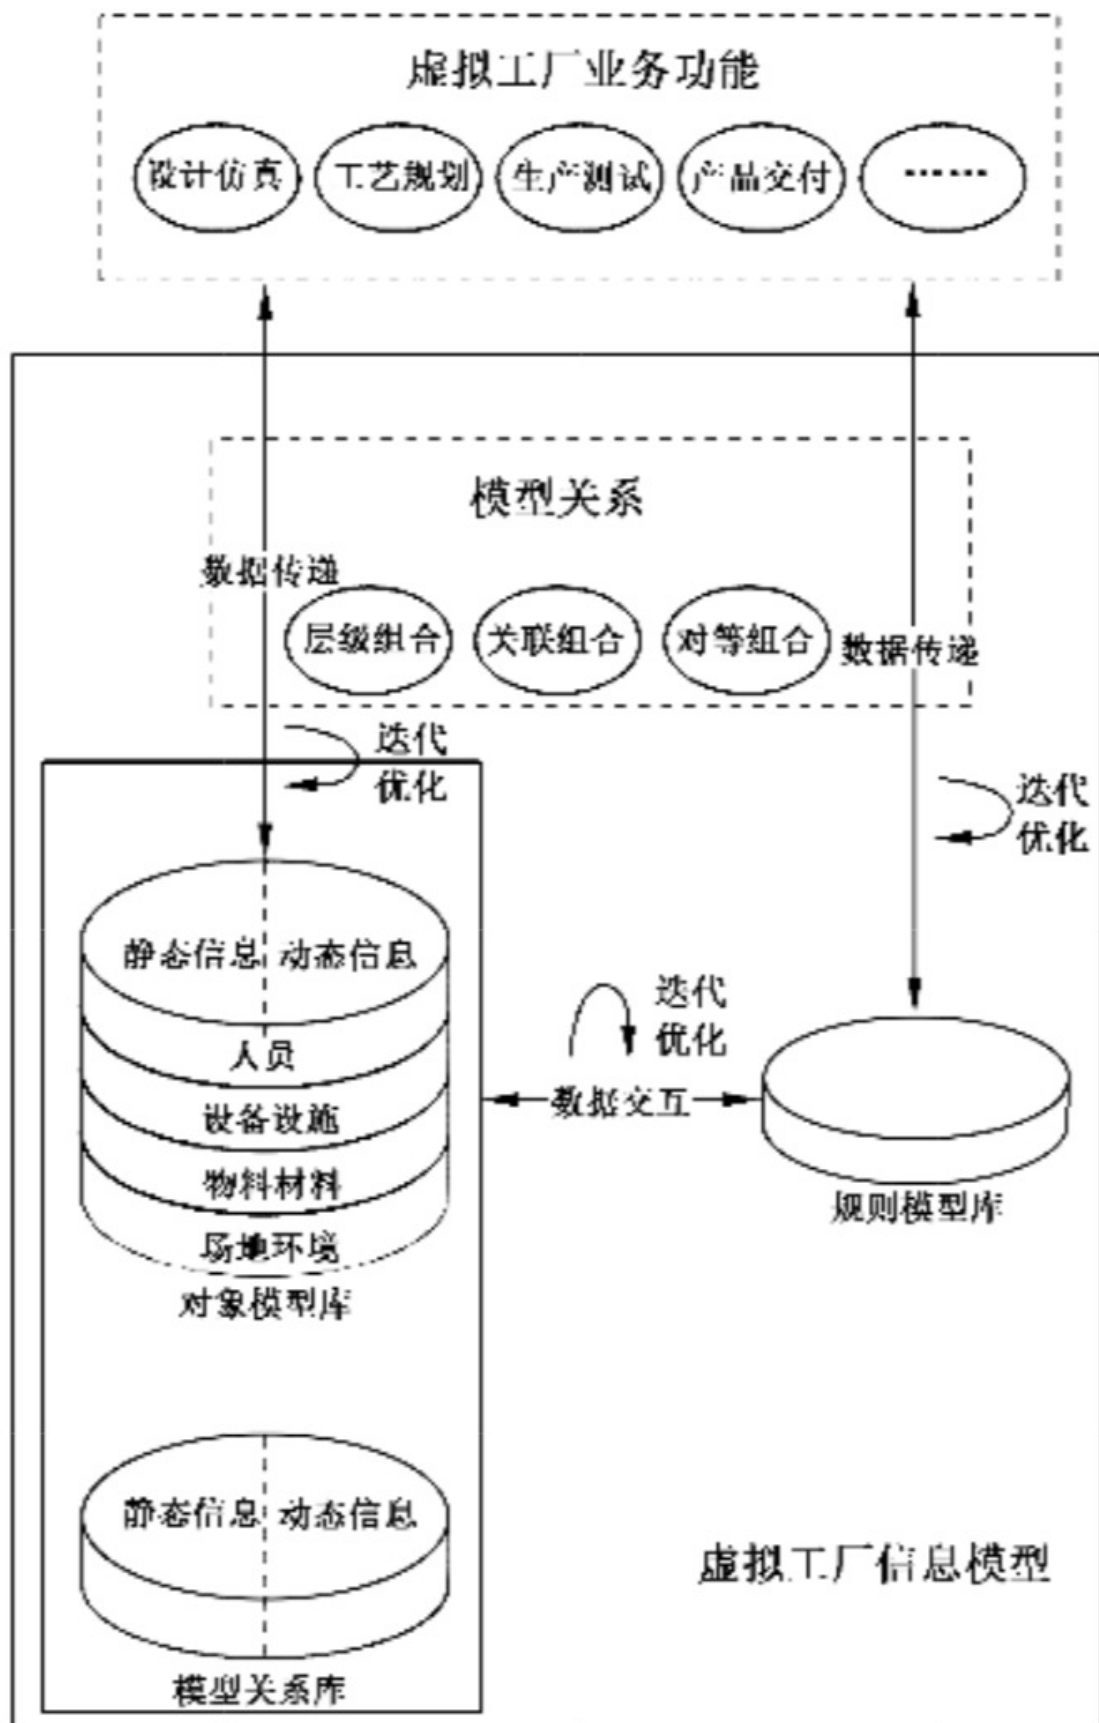 虚拟工厂业务功能
设计仿真 工艺规划 生产测试 产品交付 ……
模型关系
数据传递
层级组合 关联组合 对等组合 数据传递
迭代
优化
迭代
优化
静态信息 动态信息
人员
设备设施
物料材料
场地环境
对象模型库
迭代
优化
数据交互
规则模型库
静态信息 动态信息
模型关系库
虚拟工厂信息模型